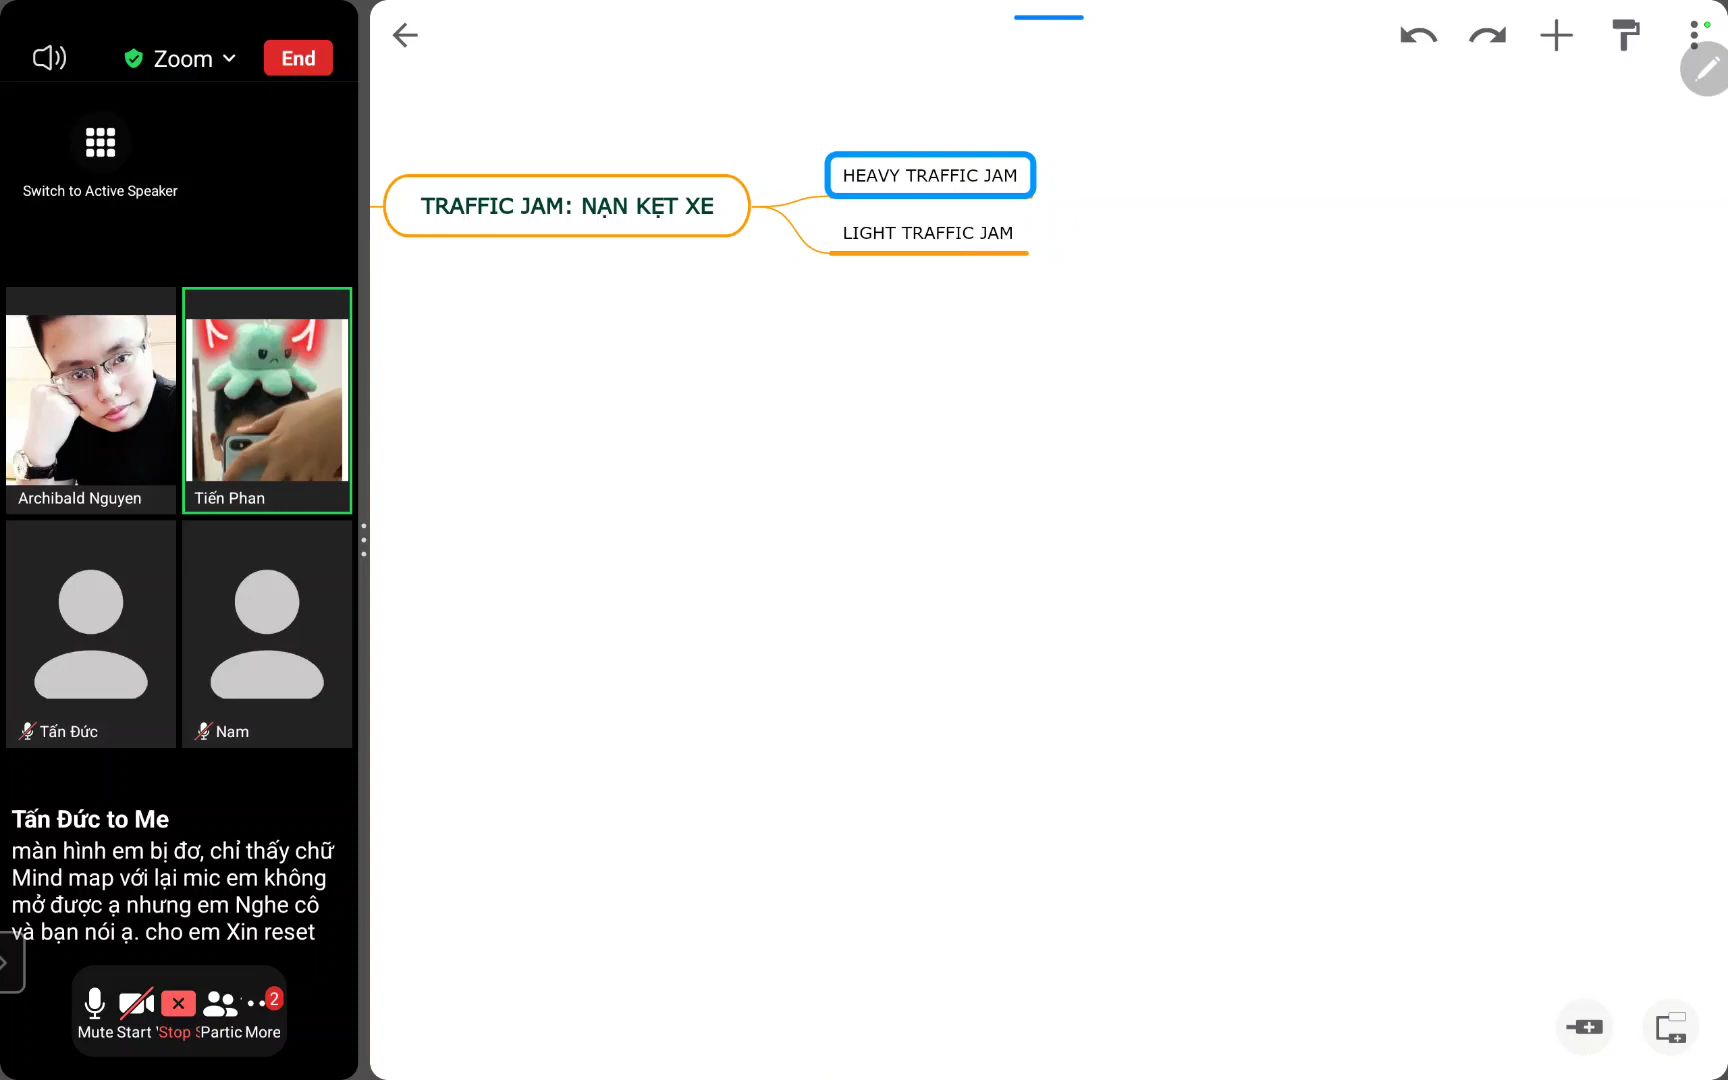 Zoom
End
Switch to Active Speaker
Archibald Nguyen
Tiến Phan
Tấn Đức
Nam
Tấn Đức to Me
màn hình em bị đơ, chỉ thấy chữ
Mind map với lại mic em không
mở được ạ nhưng em Nghe cô
và bạn nói ạ. cho em Xin reset
2
Mute Start Stop S Partic More
TRAFFIC JAM: NẠN KẸT XE
HEAVY TRAFFIC JAM
LIGHT TRAFFIC JAM